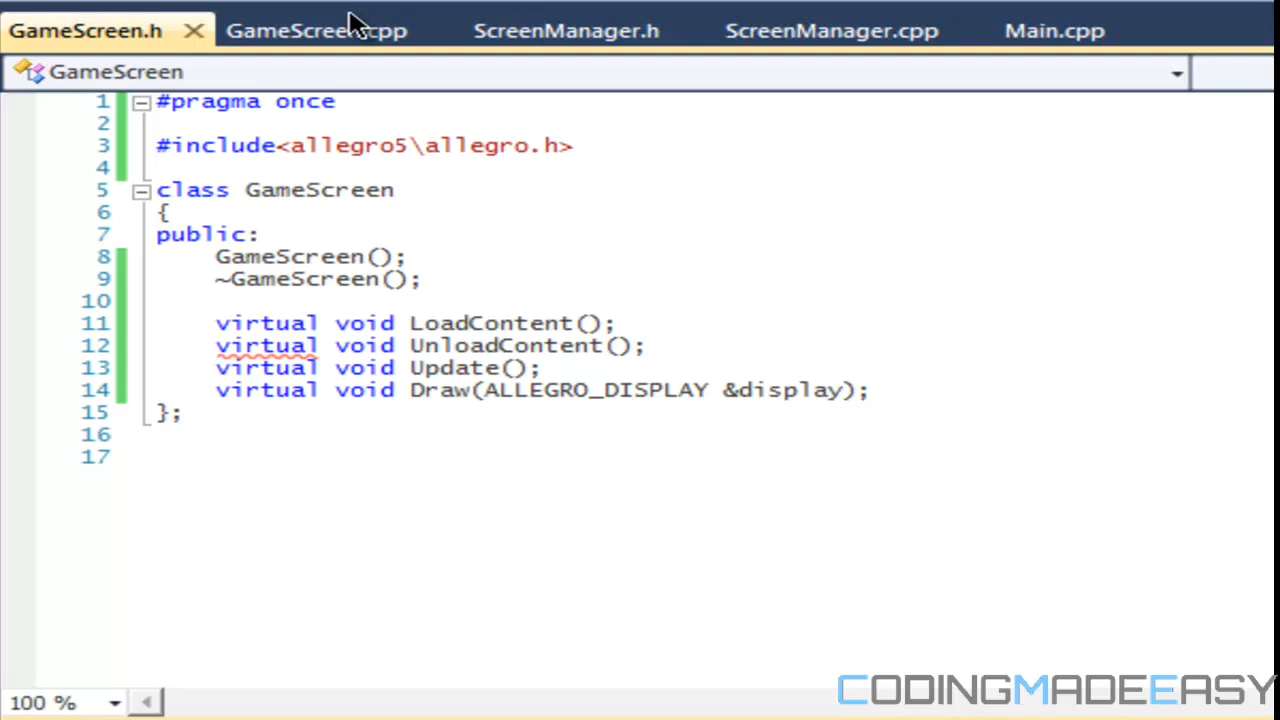 GameScreen.h GameScreen.cpp ScreenManager.h ScreenManager.cpp Main.cpp
GameScreen
1 #pragma once
2
3 #include<allegro5\allegro.h>
4
5 class GameScreen
6 {
7 public:
8 GameScreen();
9 ~GameScreen();
10
11 virtual void LoadContent();
12 virtual void UnloadContent();
13 virtual void Update();
14 virtual void Draw(ALLEGRO_DISPLAY &display);
15 };
16
17
100 %
CODINGMADEEASY